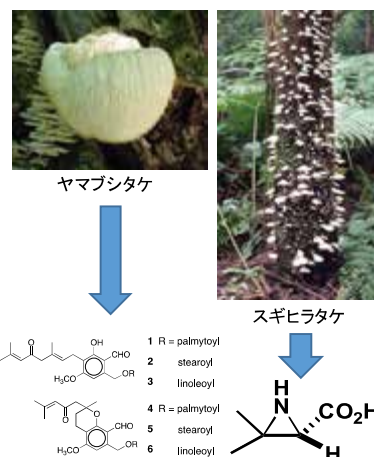 ヤマブシタケ
スギヒラタケ
O
OH
CHO
OR
H₃CO
1 R = palmytoyl
2 stearoyl
3 linoleoyl
O
O
CHO
OR
H₃CO
4 R = palmytoyl
5 stearoyl
6 linoleoyl
H
N
CO₂H
H